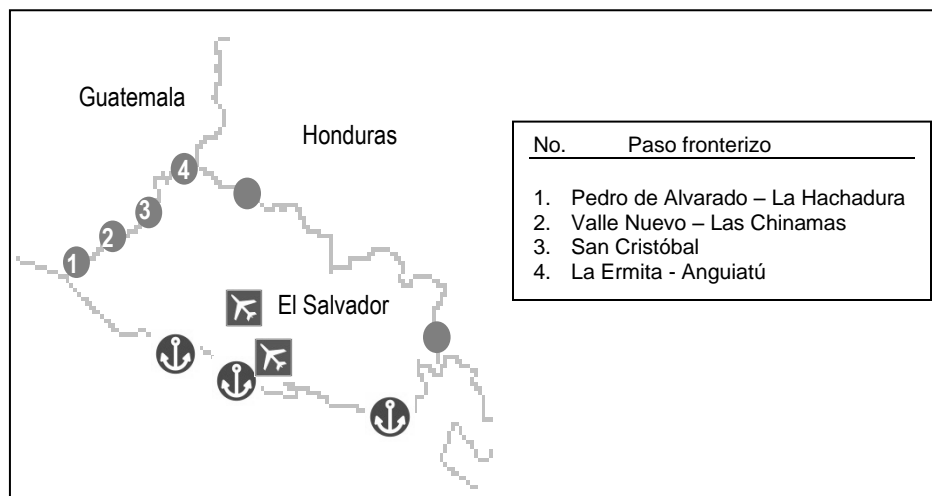 Guatemala
Honduras
4
3
2
1
El Salvador
No. Paso fronterizo
1. Pedro de Alvarado – La Hachadura
2. Valle Nuevo – Las Chinamas
3. San Cristóbal
4. La Ermita - Anguiatú